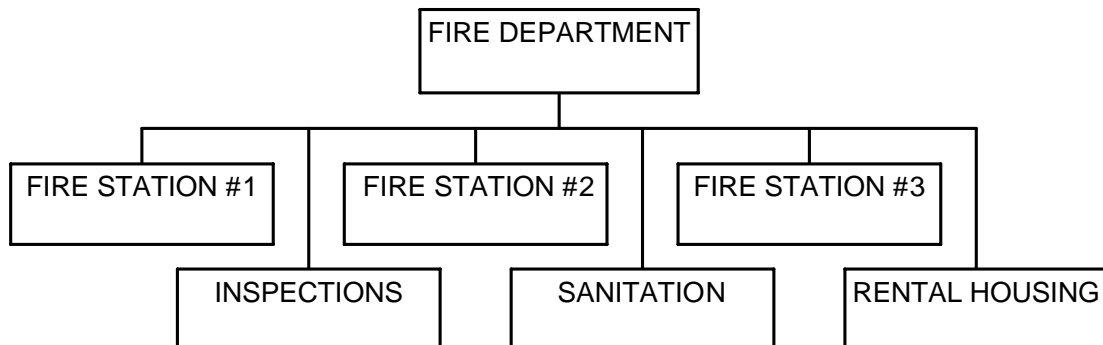 FIRE DEPARTMENT
FIRE STATION #1
FIRE STATION #2
FIRE STATION #3
INSPECTIONS
SANITATION
RENTAL HOUSING